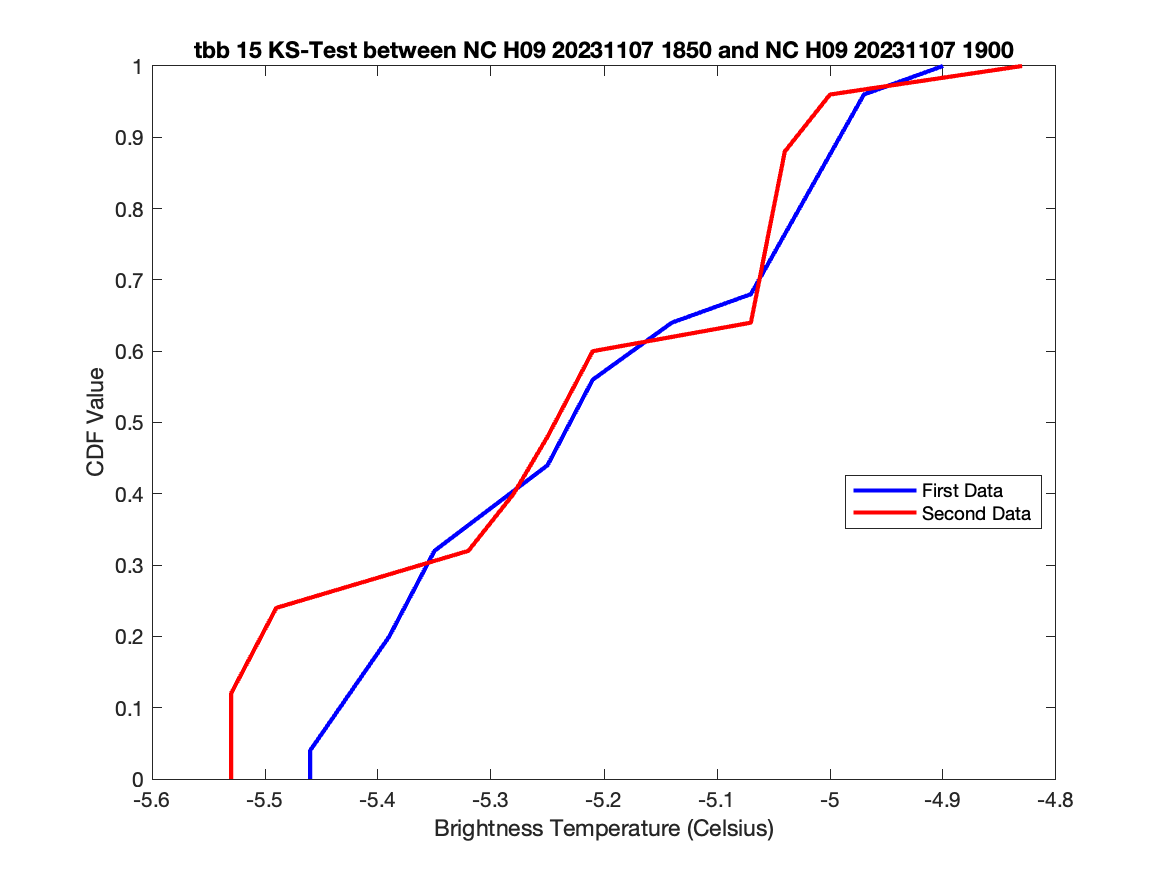 tbb 15 KS-Test between NC H09 20231107 1850 and NC H09 20231107 1900
1
0.9
0.8
0.7
0.6
0.5
0.4
0.3
0.2
0.1
0
CDF Value
First Data
Second Data
-5.6 -5.5 -5.4 -5.3 -5.2 -5.1 -5 -4.9 -4.8
Brightness Temperature (Celsius)